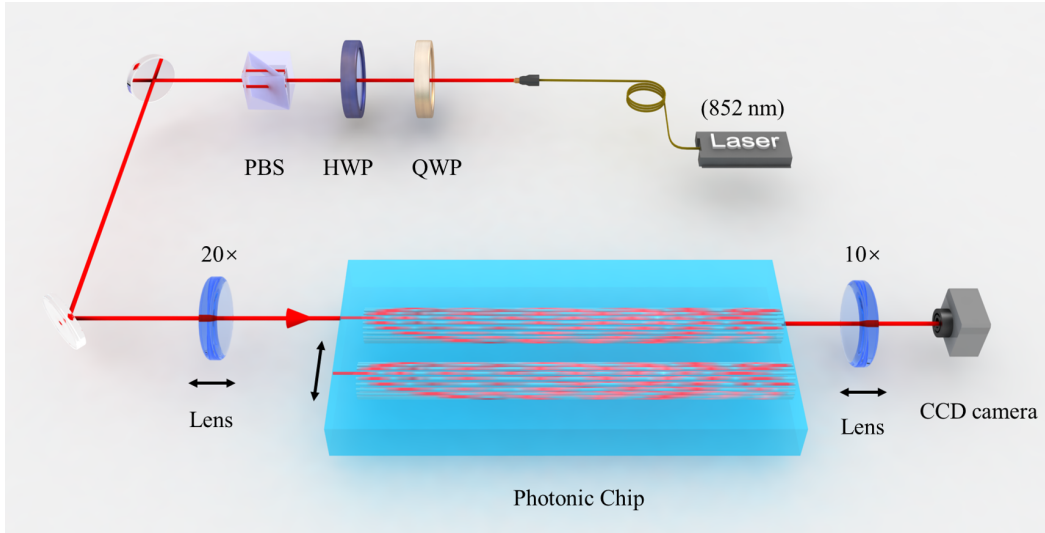 (852 nm)
Laser
PBS
HWP
QWP
20×
10×
Lens
Lens
CCD camera
Photonic Chip